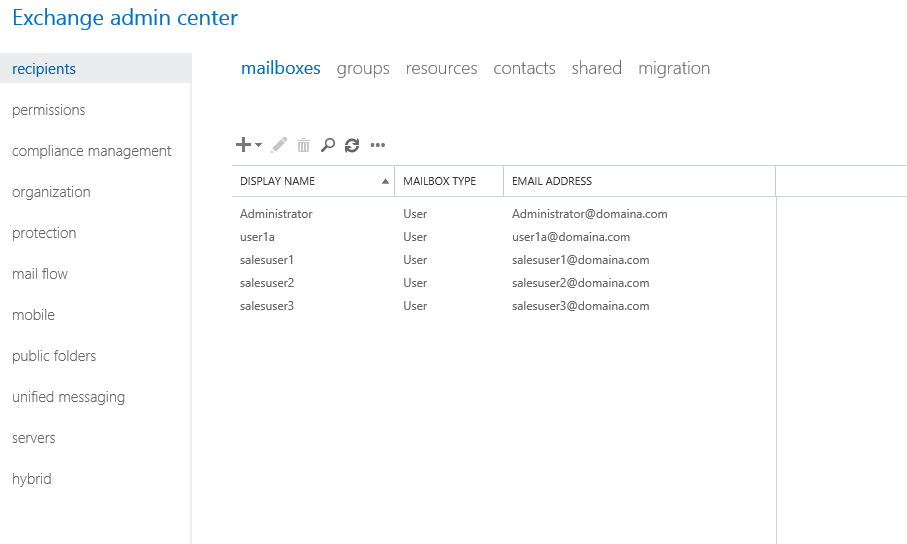 Exchange admin center
recipients
permissions
compliance management
organization
protection
mail flow
mobile
public folders
unified messaging
servers
hybrid
mailboxes groups resources contacts shared migration
DISPLAY NAME MAILBOX TYPE EMAIL ADDRESS
Administrator User Administrator@domaina.com
user1a User user1a@domaina.com
salesuser1 User salesuser1@domaina.com
salesuser2 User salesuser2@domaina.com
salesuser3 User salesuser3@domaina.com